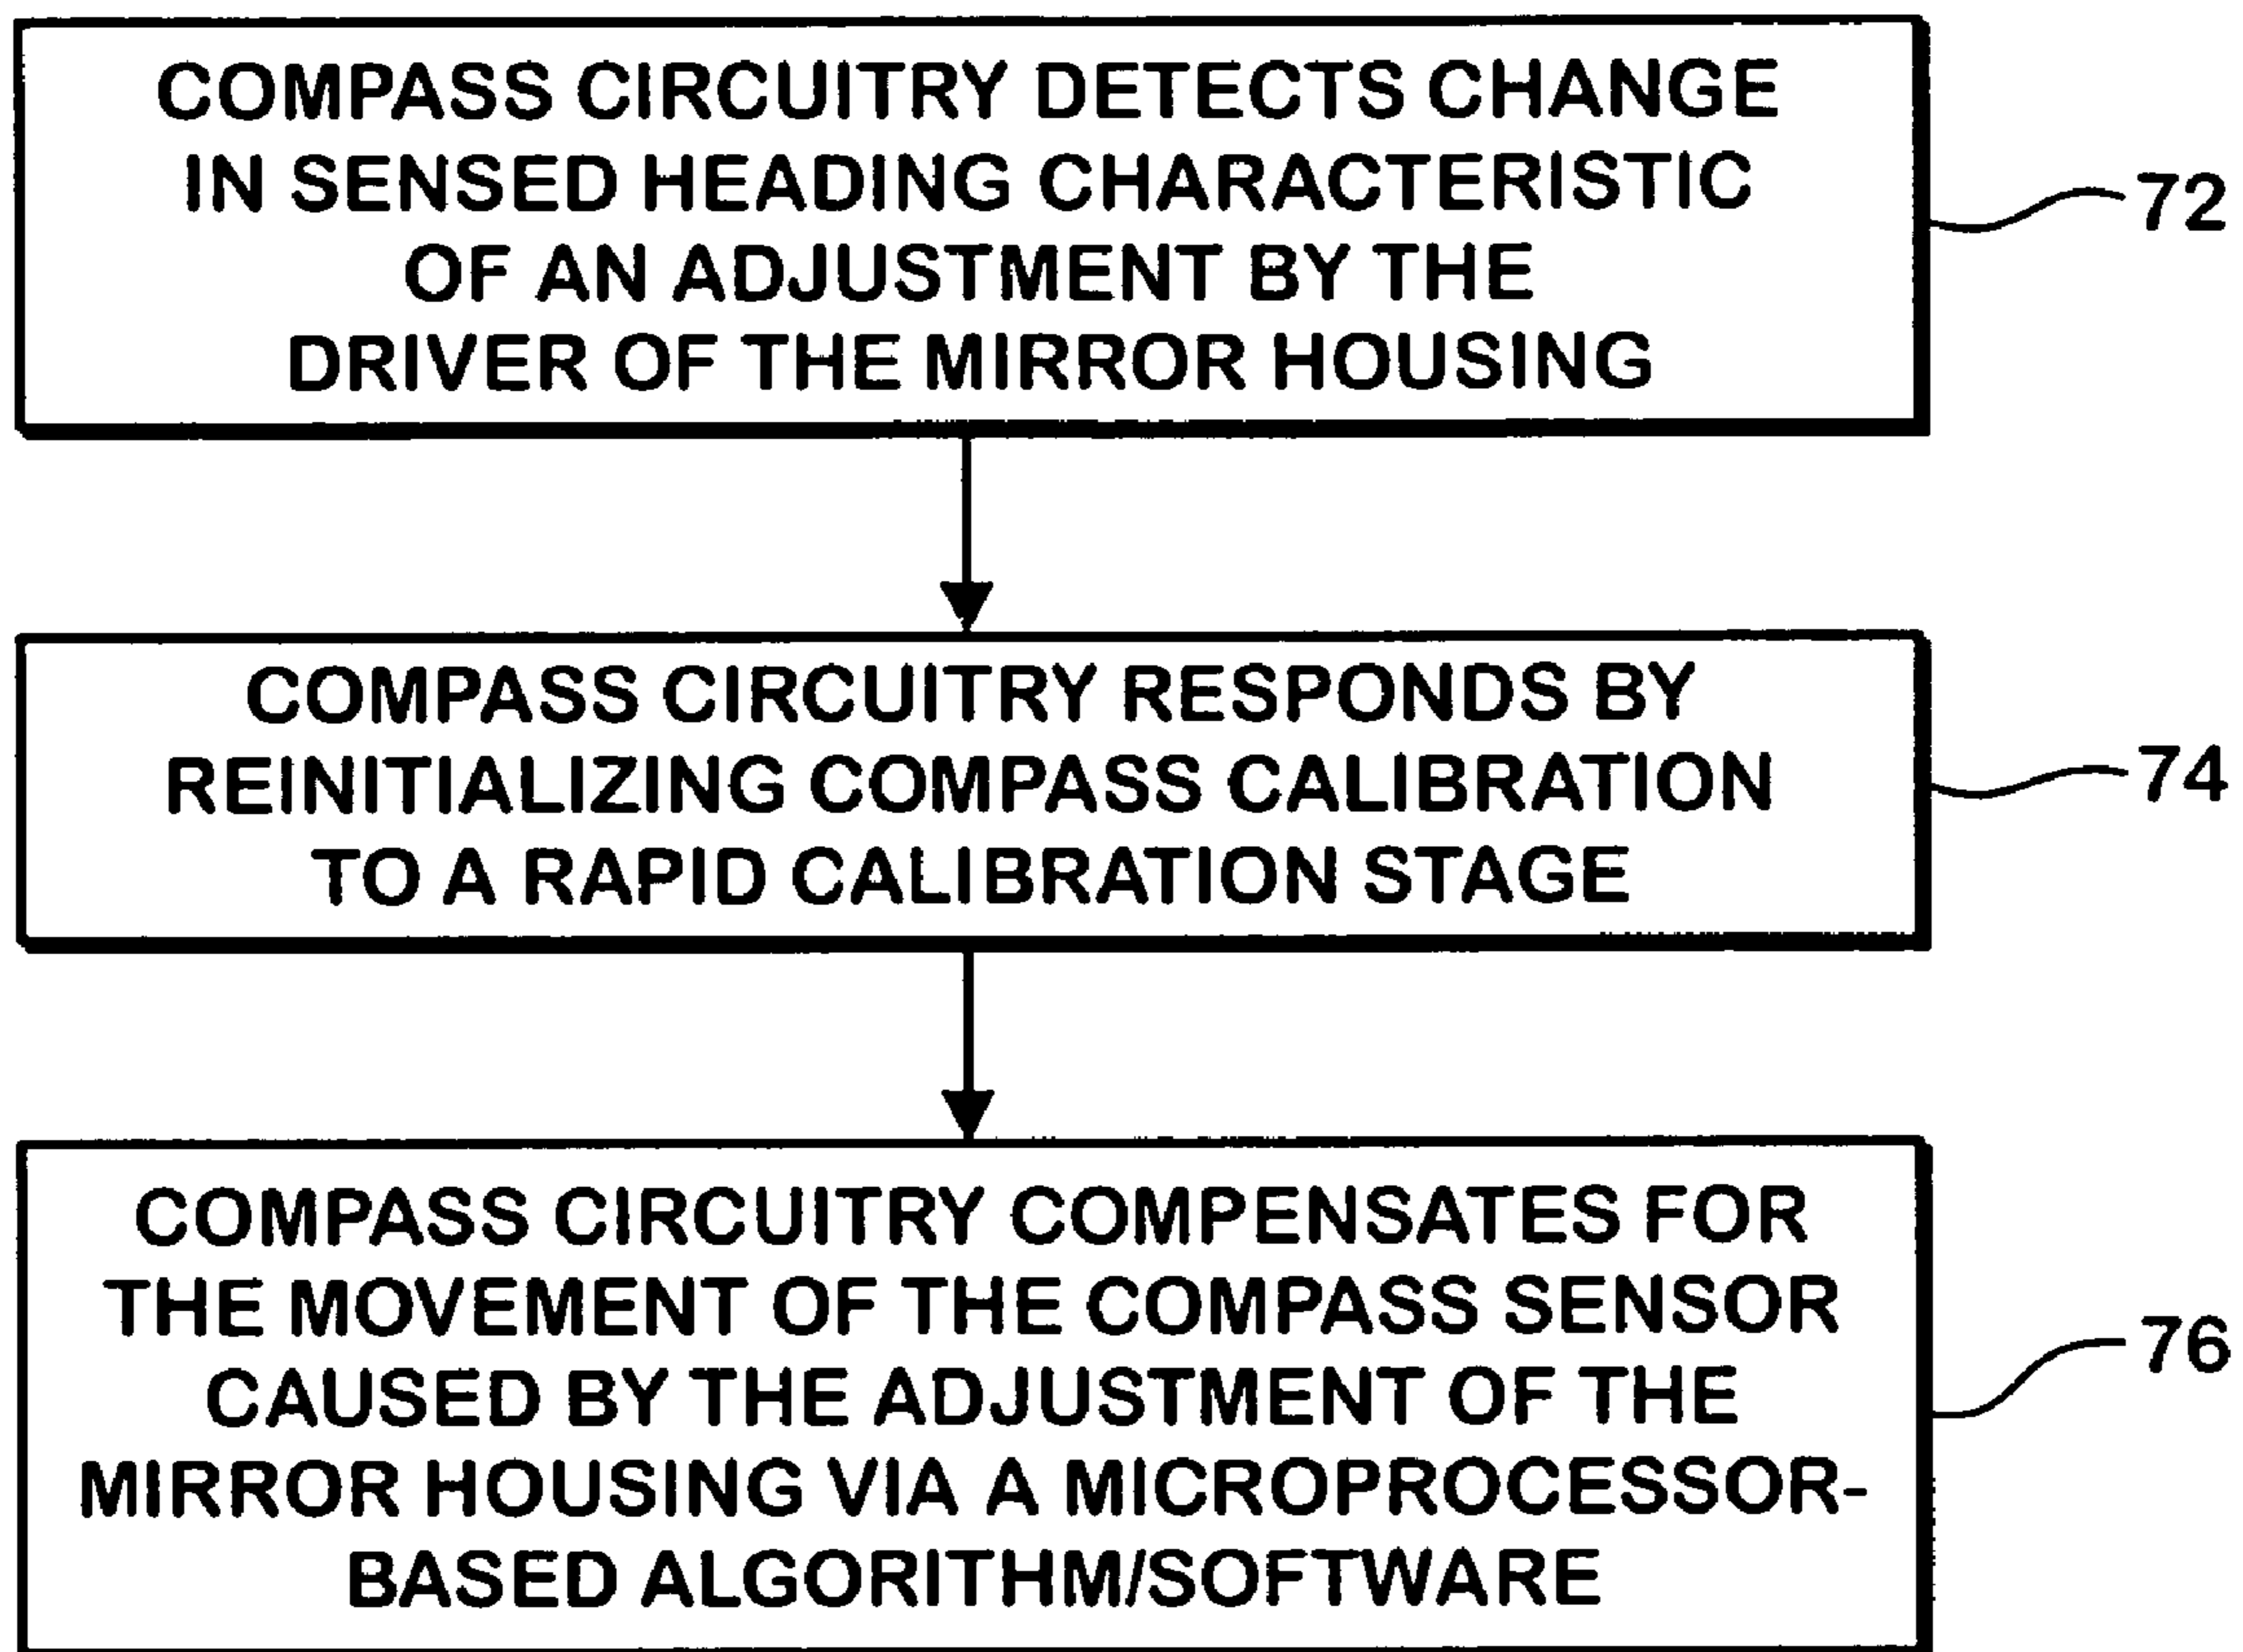 COMPASS CIRCUITRY DETECTS CHANGE
IN SENSED HEADING CHARACTERISTIC
OF AN ADJUSTMENT BY THE
DRIVER OF THE MIRROR HOUSING
72
COMPASS CIRCUITRY RESPONDS BY
REINITIALIZING COMPASS CALIBRATION
TO A RAPID CALIBRATION STAGE
74
COMPASS CIRCUITRY COMPENSATES FOR
THE MOVEMENT OF THE COMPASS SENSOR
CAUSED BY THE ADJUSTMENT OF THE
MIRROR HOUSING VIA A MICROPROCESSOR-
BASED ALGORITHM/SOFTWARE
76